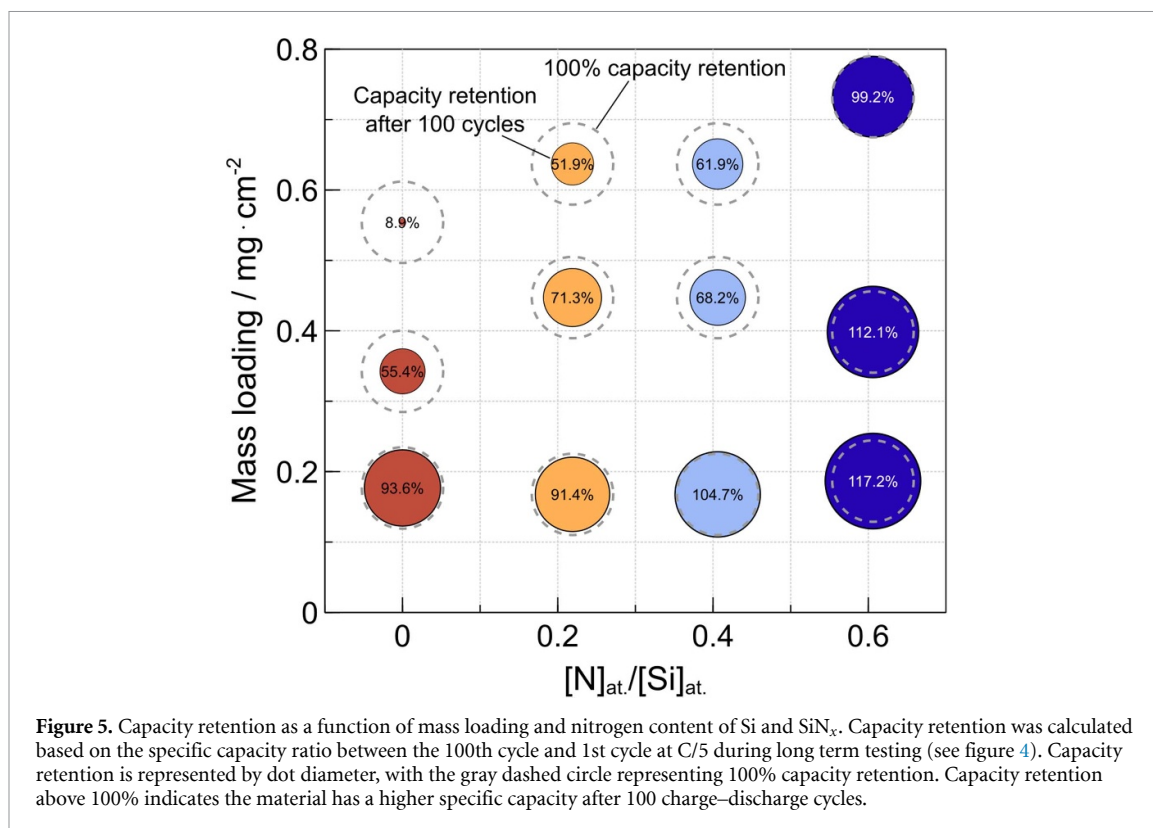 0.8
100% capacity retention
Capacity retention
after 100 cycles
99.2%
51.9%
61.9%
0.6
8.9%
71.3%
68.2%
0.4
112.1%
55.4%
0.2
93.6%
91.4%
104.7%
117.2%
0
Mass loading / mg·cm-2
0 0.2 0.4 0.6
[N]at./[Si]at.
Figure 5. Capacity retention as a function of mass loading and nitrogen content of Si and SiNx. Capacity retention was calculated
based on the specific capacity ratio between the 100th cycle and 1st cycle at C/5 during long term testing (see figure 4). Capacity
retention is represented by dot diameter, with the gray dashed circle representing 100% capacity retention. Capacity retention
above 100% indicates the material has a higher specific capacity after 100 charge–discharge cycles.